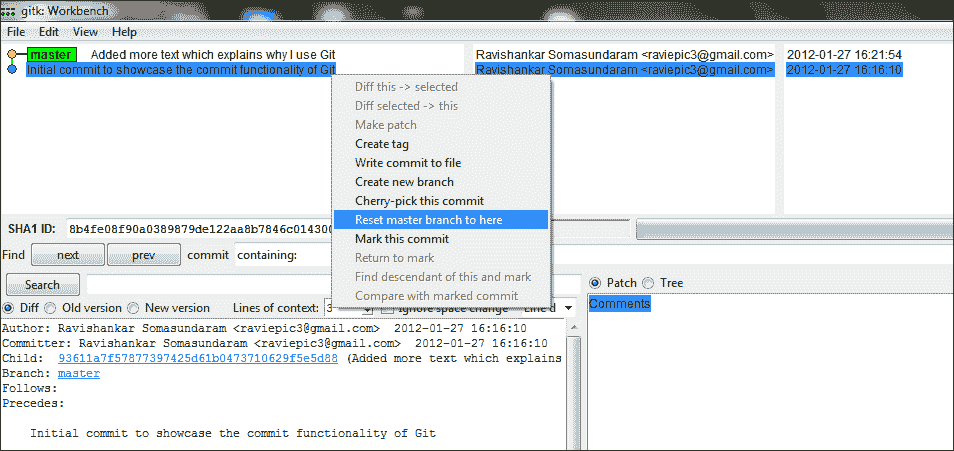 gitk: Workbench
File Edit View Help
master Added more text which explains why I use Git Ravishankar Somasundaram <raviepic3@gmail.com> 2012-01-27 16:21:54
Initial commit to showcase the commit functionality of Git Ravishankar Somasundaram <raviepic3@gmail.com> 2012-01-27 16:16:10
Diff this -> selected
Diff selected -> this
Make patch
Create tag
Write commit to file
Create new branch
Cherry-pick this commit
Reset master branch to here
Mark this commit
Return to mark
Find descendant of this and mark
Compare with marked commit
SHA1 ID: 8b4fe08f90a0389879de122aa8b7846c014300
Find next prev commit containing:
Search
Patch Tree
Diff Old version New version Lines of context: 3 Ignore space change
Comments
Author: Ravishankar Somasundaram <raviepic3@gmail.com> 2012-01-27 16:16:10
Committer: Ravishankar Somasundaram <raviepic3@gmail.com> 2012-01-27 16:16:10
Child: 93611a7f57877397425d61b0473710629f5e5d88 (Added more text which explains
Branch: master
Follows:
Precedes:
Initial commit to showcase the commit functionality of Git